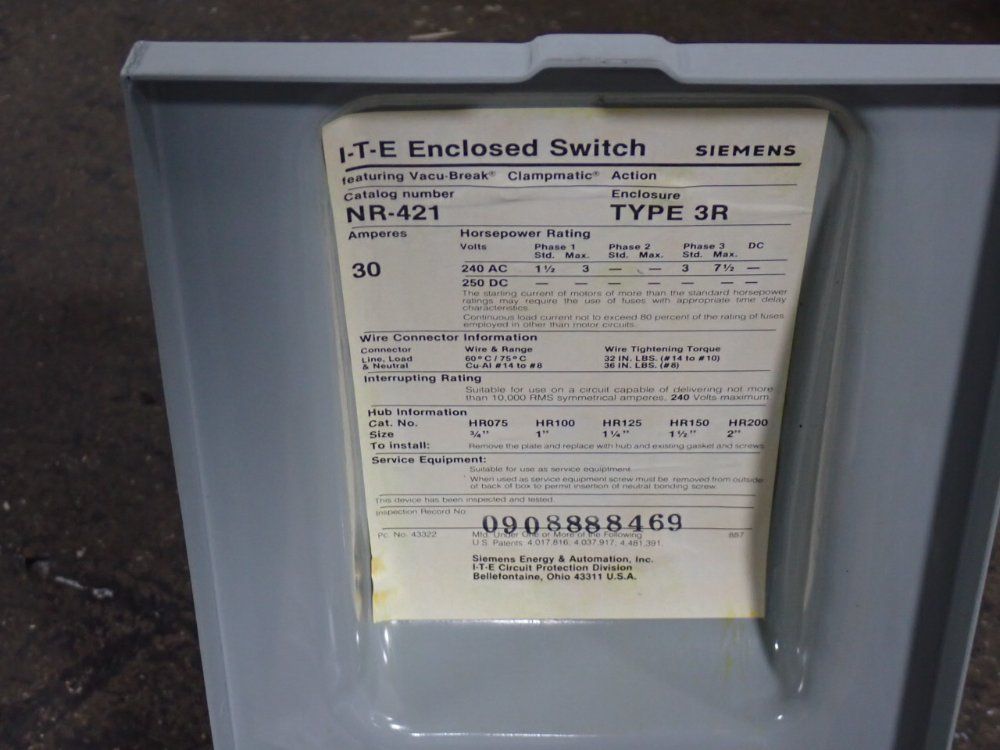 I-T-E Enclosed Switch SIEMENS
featuring Vacu-Break® Clampmatic® Action
Catalog number Enclosure
NR-421 TYPE 3R
Amperes Horsepower Rating
Volts Phase 1 Phase 2 Phase 3 DC
Std. Max. Std. Max. Std. Max.
30 240 AC 1½ 3 — — 3 7½ —
250 DC — — — — — — —
The starting current of motors of more than the standard horsepower
ratings may require the use of fuses with appropriate time delay
characteristics.
Continuous load current not to exceed 80 percent of the rating of fuses
employed in other than motor circuits.
Wire Connector Information
Connector Wire & Range Wire Tightening Torque
Line, Load 60°C/75°C 32 IN. LBS. (#14 to #10)
& Neutral Cu-Al #14 to #8 36 IN. LBS. (#8)
Interrupting Rating
Suitable for use on a circuit capable of delivering not more
than 10,000 RMS symmetrical amperes, 240 Volts maximum.
Hub Information
Cat. No. HR075 HR100 HR125 HR150 HR200
Size ¾" 1" 1¼" 1½" 2"
To install: Remove the plate and replace with hub and existing gasket and screws.
Service Equipment:
Suitable for use as service equiptment.
When used as service equipment screw must be removed from outside
of back of box to permit insertion of neutral bonding screw.
This device has been inspected and tested.
Inspection Record No.
0908888469
Pc. No. 43322 Mfd. Under One or More of the Following 887
U.S. Patents 4,017,816, 4,037,917, 4,481,391.
Siemens Energy & Automation, Inc.
I-T-E Circuit Protection Division
Bellefontaine, Ohio 43311 U.S.A.